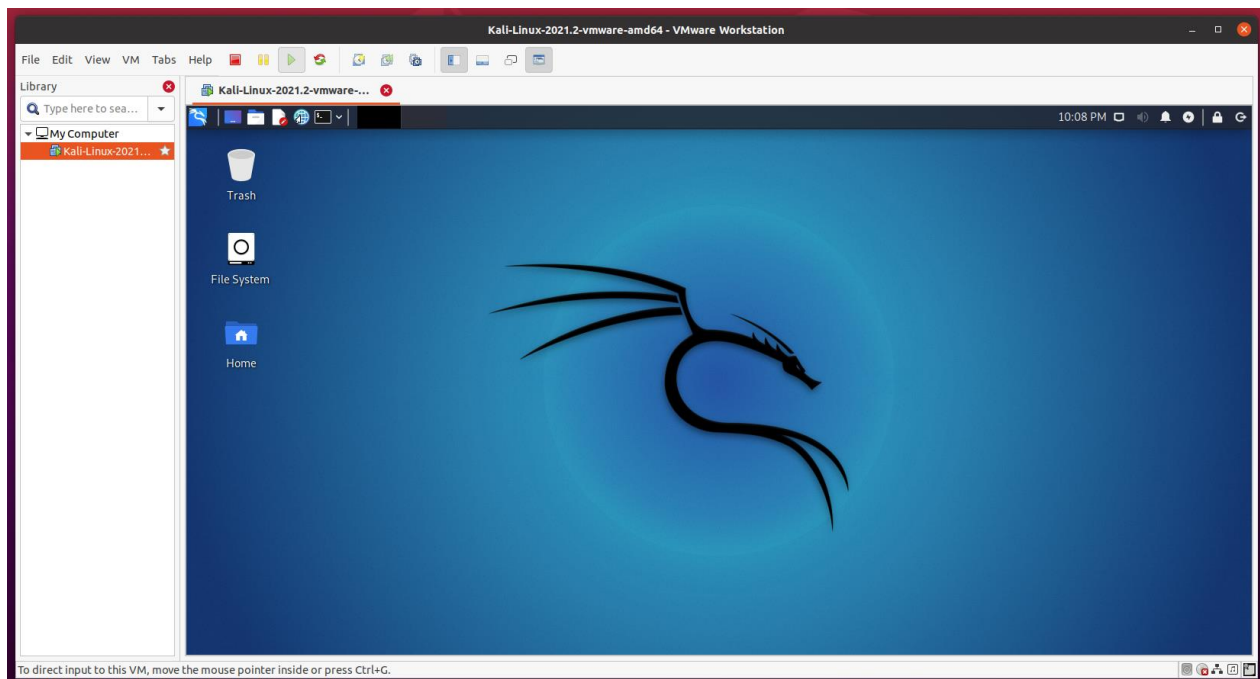 Kali-Linux-2021.2-vmware-amd64 - VMware Workstation
File Edit View VM Tabs Help
Library
Kali-Linux-2021.2-vmware-...
Type here to sea...
10:08 PM
My Computer
Kali-Linux-2021...
Trash
File System
Home
To direct input to this VM, move the mouse pointer inside or press Ctrl+G.